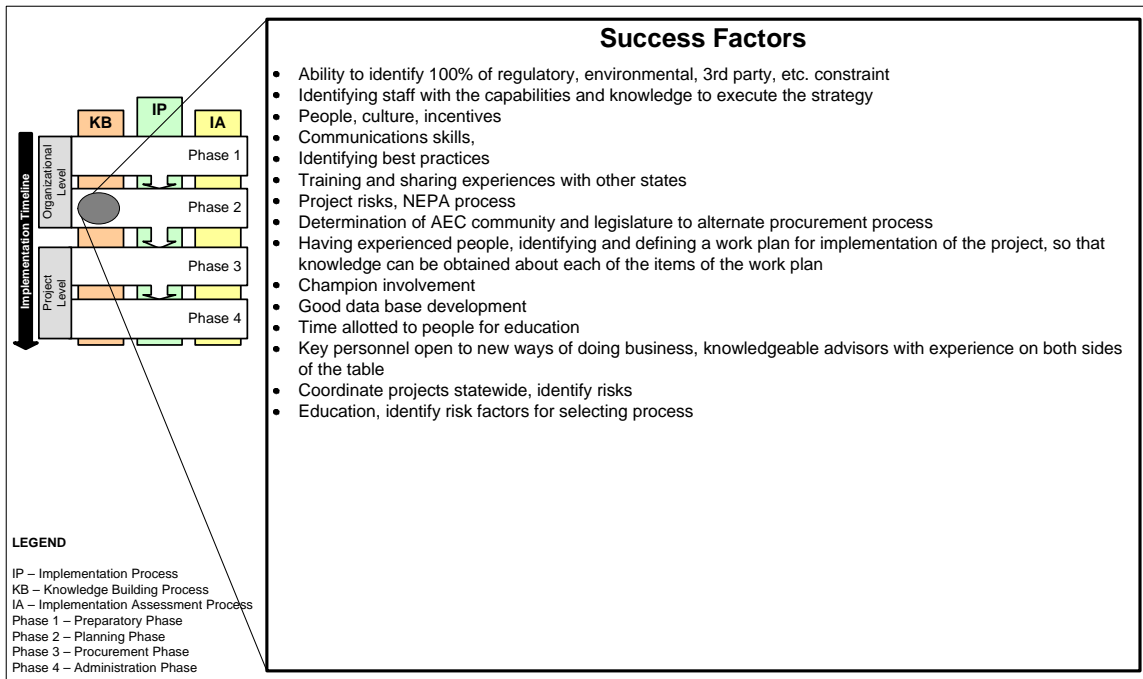 Success Factors
• Ability to identify 100% of regulatory, environmental, 3rd party, etc. constraint
• Identifying staff with the capabilities and knowledge to execute the strategy
• People, culture, incentives
• Communications skills,
• Identifying best practices
• Training and sharing experiences with other states
• Project risks, NEPA process
• Determination of AEC community and legislature to alternate procurement process
• Having experienced people, identifying and defining a work plan for implementation of the project, so that
knowledge can be obtained about each of the items of the work plan
• Champion involvement
• Good data base development
• Time allotted to people for education
• Key personnel open to new ways of doing business, knowledgeable advisors with experience on both sides
of the table
• Coordinate projects statewide, identify risks
• Education, identify risk factors for selecting process
KB
IP
IA
Implementation Timeline
Organizational
Level
Project
Level
Phase 1
Phase 2
Phase 3
Phase 4
LEGEND
IP – Implementation Process
KB – Knowledge Building Process
IA – Implementation Assessment Process
Phase 1 – Preparatory Phase
Phase 2 – Planning Phase
Phase 3 – Procurement Phase
Phase 4 – Administration Phase